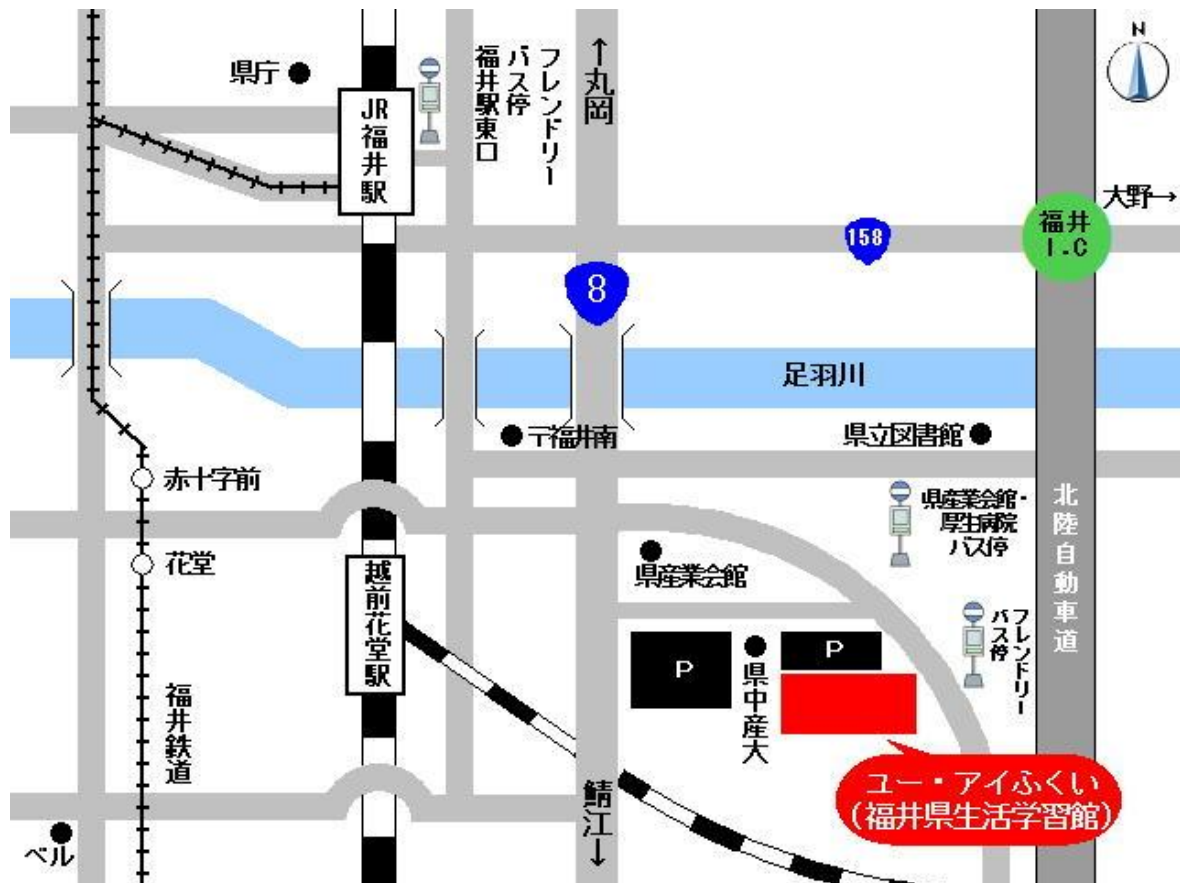 N
県庁
JR福井駅
フレンドリー
バス停
福井駅東口
↑丸岡
大野→
福井
I.C
158
8
足羽川
〒福井南
県立図書館
赤十字前
花堂
県産業会館・
厚生病院
バス停
北陸自動車道
県産業会館
越前花堂駅
フレンドリー
バス停
P
P
県中産大
福井鉄道
ユー・アイふくい
(福井県生活学習館)
鯖江↓
ベル